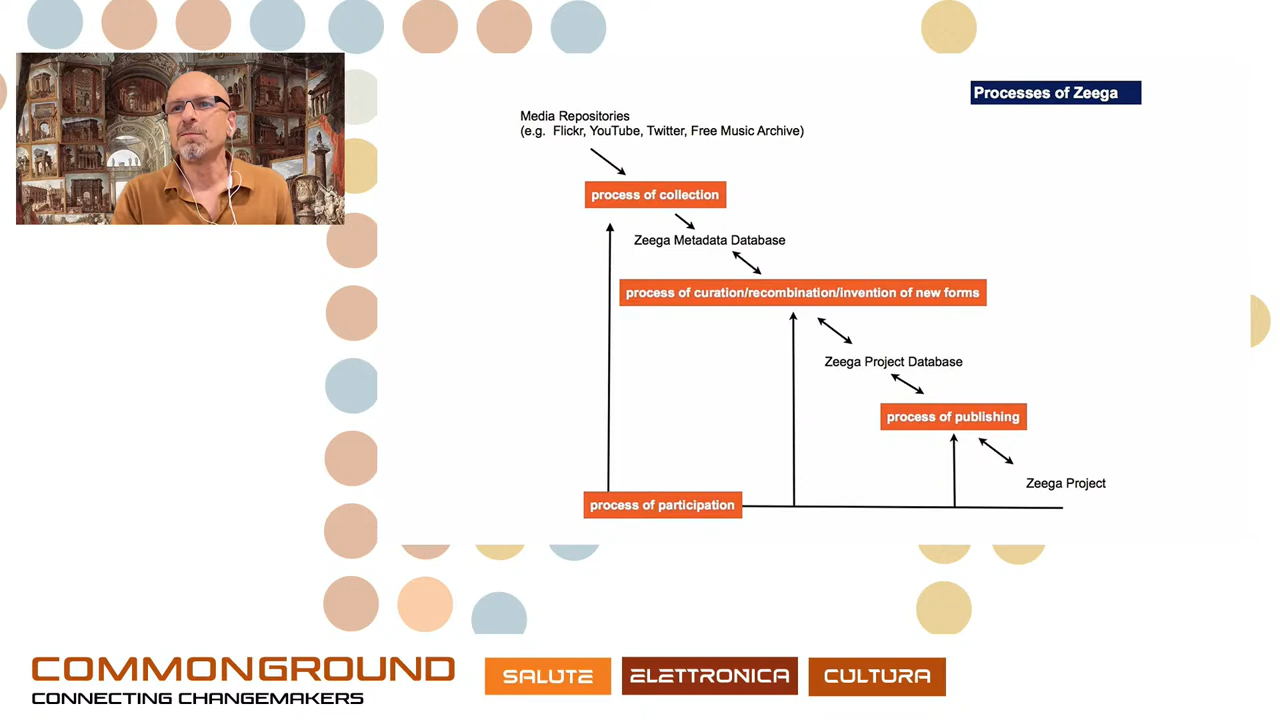 Processes of Zeega
Media Repositories
(e.g. Flickr, YouTube, Twitter, Free Music Archive)
process of collection
Zeega Metadata Database
process of curation/recombination/invention of new forms
Zeega Project Database
process of publishing
Zeega Project
process of participation
COMMONGROUND
CONNECTING CHANGEMAKERS
SALUTE
ELETTRONICA
CULTURA